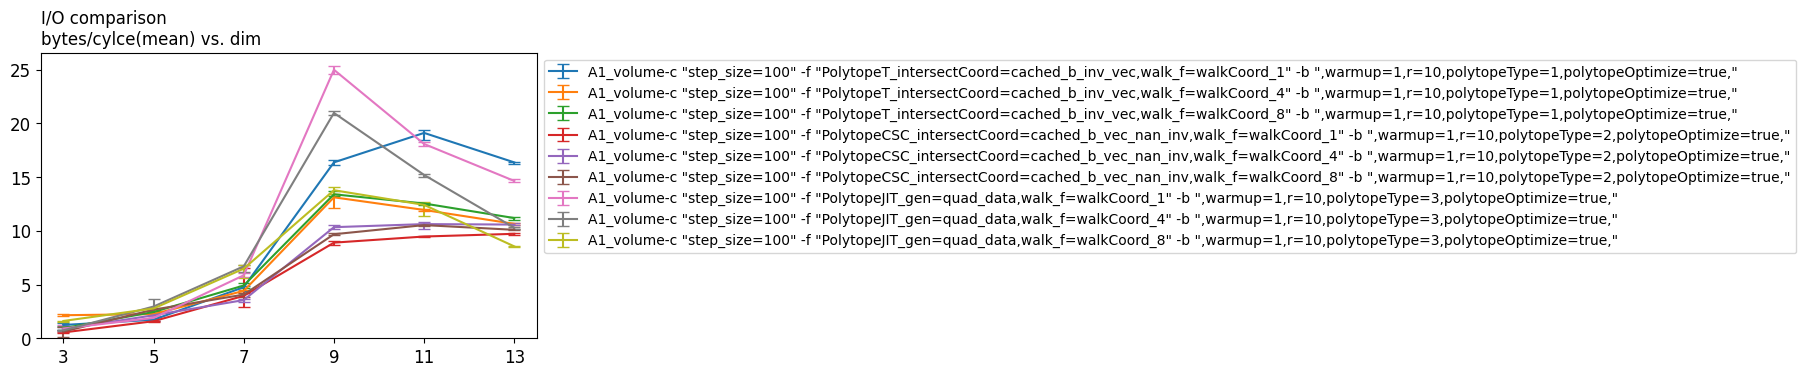 I/O comparison
bytes/cylce(mean) vs. dim
25
20
15
10
5
0
3 5 7 9 11 13
A1_volume-c "step_size=100" -f "PolytopeT_intersectCoord=cached_b_inv_vec,walk_f=walkCoord_1" -b ",warmup=1,r=10,polytopeType=1,polytopeOptimize=true,"
A1_volume-c "step_size=100" -f "PolytopeT_intersectCoord=cached_b_inv_vec,walk_f=walkCoord_4" -b ",warmup=1,r=10,polytopeType=1,polytopeOptimize=true,"
A1_volume-c "step_size=100" -f "PolytopeT_intersectCoord=cached_b_inv_vec,walk_f=walkCoord_8" -b ",warmup=1,r=10,polytopeType=1,polytopeOptimize=true,"
A1_volume-c "step_size=100" -f "PolytopeCSC_intersectCoord=cached_b_vec_nan_inv,walk_f=walkCoord_1" -b ",warmup=1,r=10,polytopeType=2,polytopeOptimize=true,"
A1_volume-c "step_size=100" -f "PolytopeCSC_intersectCoord=cached_b_vec_nan_inv,walk_f=walkCoord_4" -b ",warmup=1,r=10,polytopeType=2,polytopeOptimize=true,"
A1_volume-c "step_size=100" -f "PolytopeCSC_intersectCoord=cached_b_vec_nan_inv,walk_f=walkCoord_8" -b ",warmup=1,r=10,polytopeType=2,polytopeOptimize=true,"
A1_volume-c "step_size=100" -f "PolytopeJIT_gen=quad_data,walk_f=walkCoord_1" -b ",warmup=1,r=10,polytopeType=3,polytopeOptimize=true,"
A1_volume-c "step_size=100" -f "PolytopeJIT_gen=quad_data,walk_f=walkCoord_4" -b ",warmup=1,r=10,polytopeType=3,polytopeOptimize=true,"
A1_volume-c "step_size=100" -f "PolytopeJIT_gen=quad_data,walk_f=walkCoord_8" -b ",warmup=1,r=10,polytopeType=3,polytopeOptimize=true,"